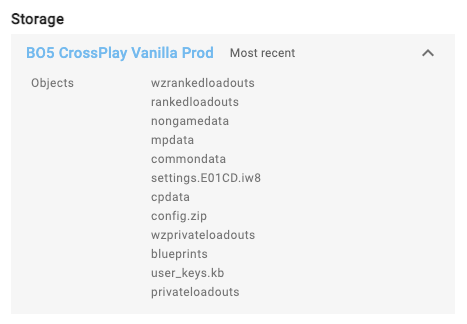 Storage
BO5 CrossPlay Vanilla Prod Most recent
Objects wzrankedloadouts
rankedloadouts
nongamedata
mpdata
commondata
settings.E01CD.iw8
cpdata
config.zip
wzprivateloadouts
blueprints
user_keys.kb
privateloadouts